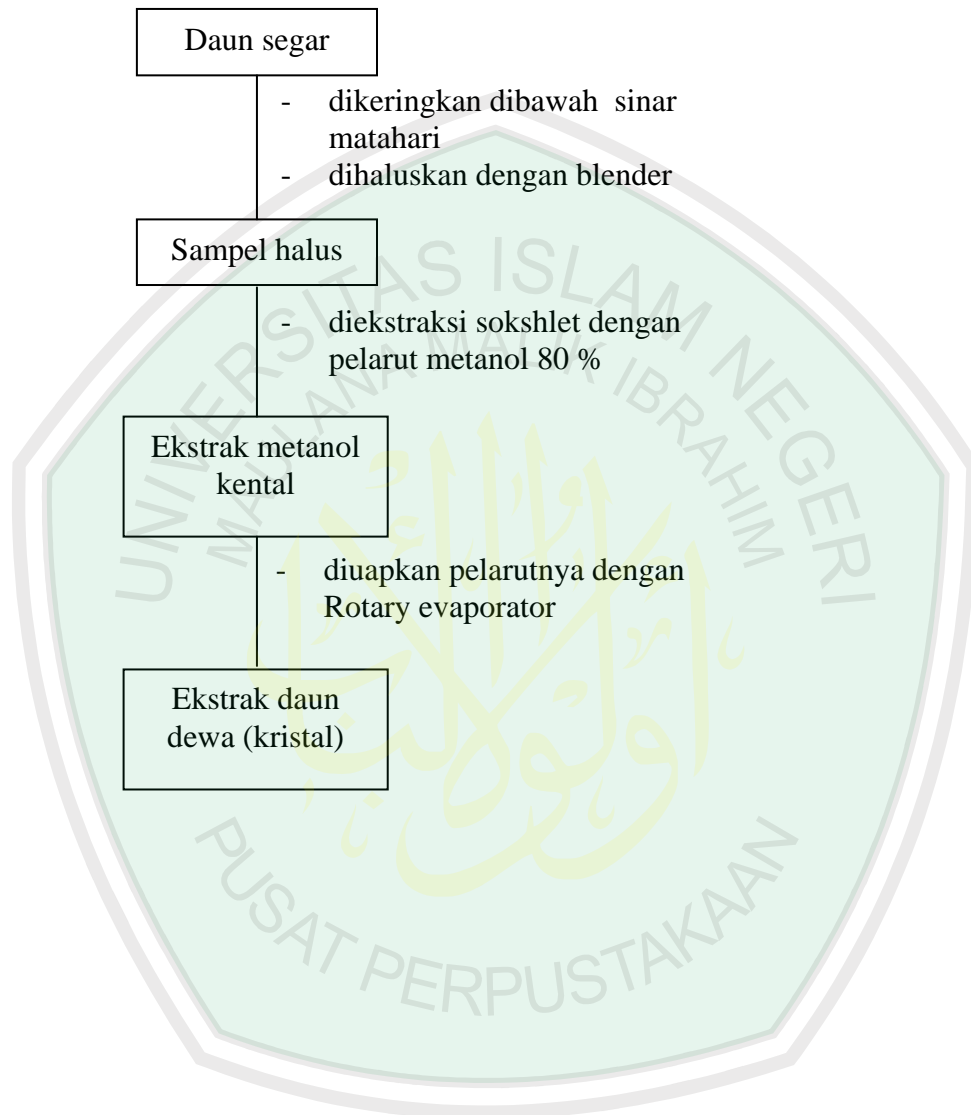 Daun segar
- dikeringkan dibawah sinar
matahari
- dihaluskan dengan blender
Sampel halus
- diekstraksi sokshlet dengan
pelarut metanol 80 %
Ekstrak metanol
kental
- diuapkan pelarutnya dengan
Rotary evaporator
Ekstrak daun
dewa (kristal)
UNIVERSITAS ISLAM NEGERI
MAULANA MALIK IBRAHIM
PUSAT PERPUSTAKAAN